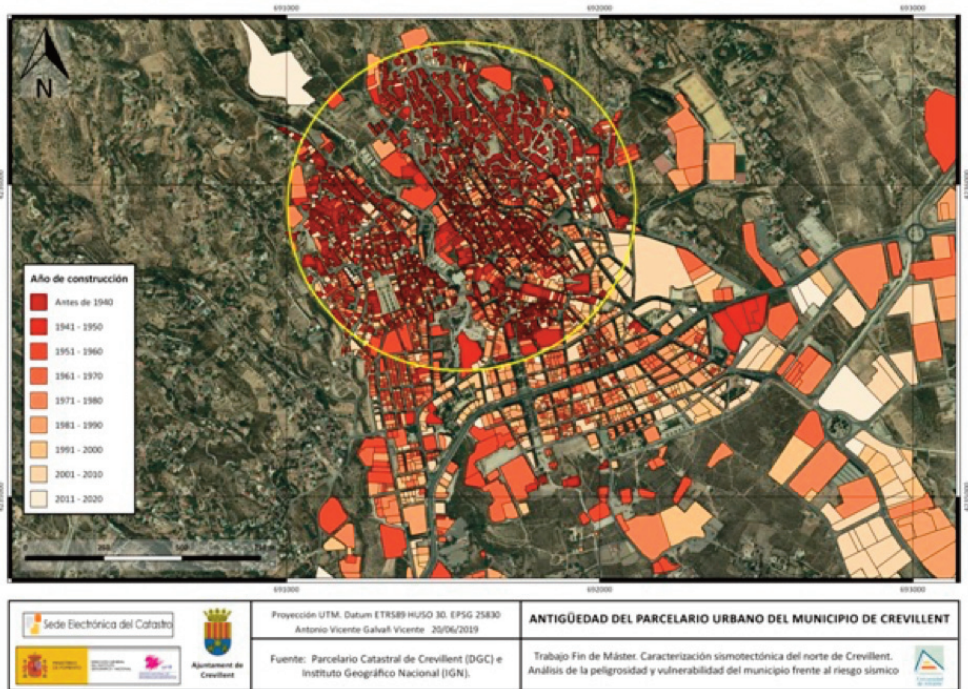 691000 692000 693000
N
Año de construcción
Antes de 1940
1941 - 1950
1951 - 1960
1961 - 1970
1971 - 1980
1981 - 1990
1991 - 2000
2001 - 2010
2011 - 2020
691000 692000 693000
Sede Electrónica del Catastro
Ajuntament de
Crevillent
Proyección UTM. Datum ETRS89 HUSO 30. EPSG 25830
Antonio Vicente Galvañ Vicente 20/06/2019
Fuente: Parcelario Catastral de Crevillent (DGC) e
Instituto Geográfico Nacional (IGN).
ANTIGÜEDAD DEL PARCELARIO URBANO DEL MUNICIPIO DE CREVILLENT
Trabajo Fin de Máster. Caracterización sismotectónica del norte de Crevillent.
Análisis de la peligrosidad y vulnerabilidad del municipio frente al riesgo sísmico